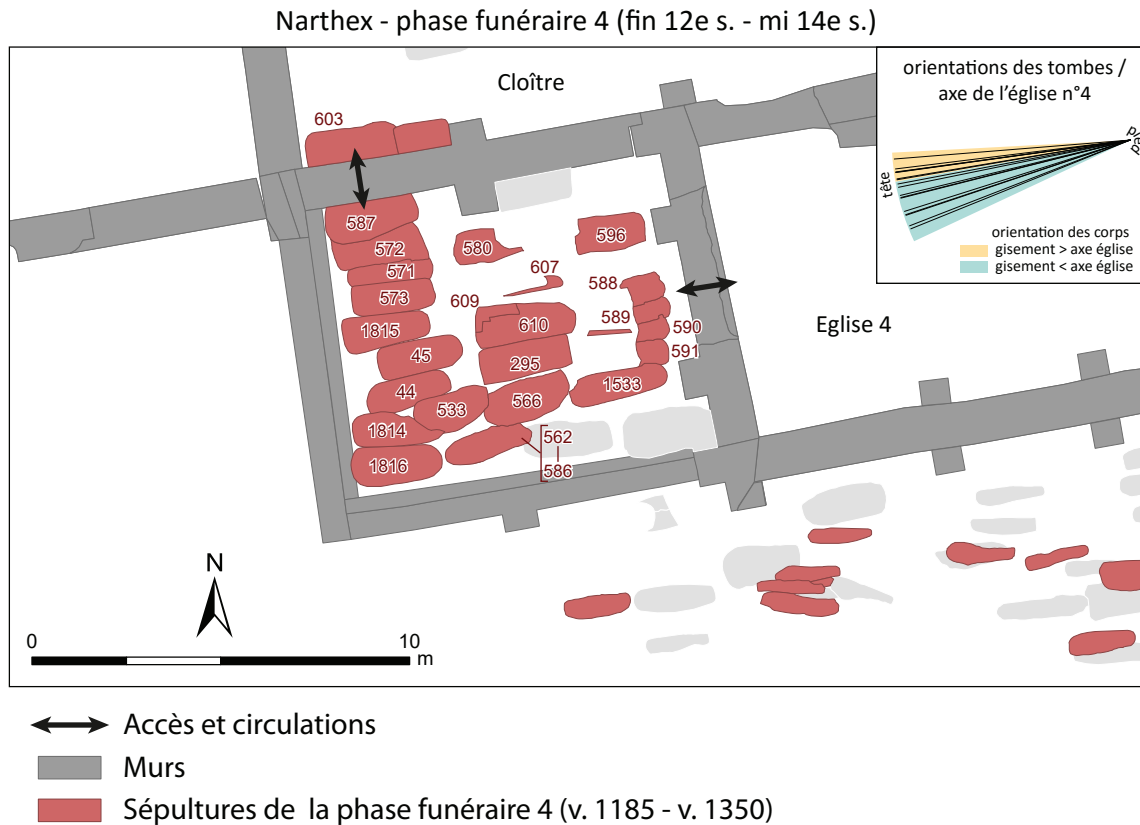 Narthex - phase funéraire 4 (fin 12e s. - mi 14e s.)
Cloître
orientations des tombes /
axe de l'église n°4
tête
orientation des corps
gisement > axe église
gisement < axe église
603
587
572
580
596
571
607
573
588
609
1815
610
589
590
45
591
295
44
1533
533
566
1814
562
1816
586
Eglise 4
N
0
10
m
Accès et circulations
Murs
Sépultures de la phase funéraire 4 (v. 1185 - v. 1350)